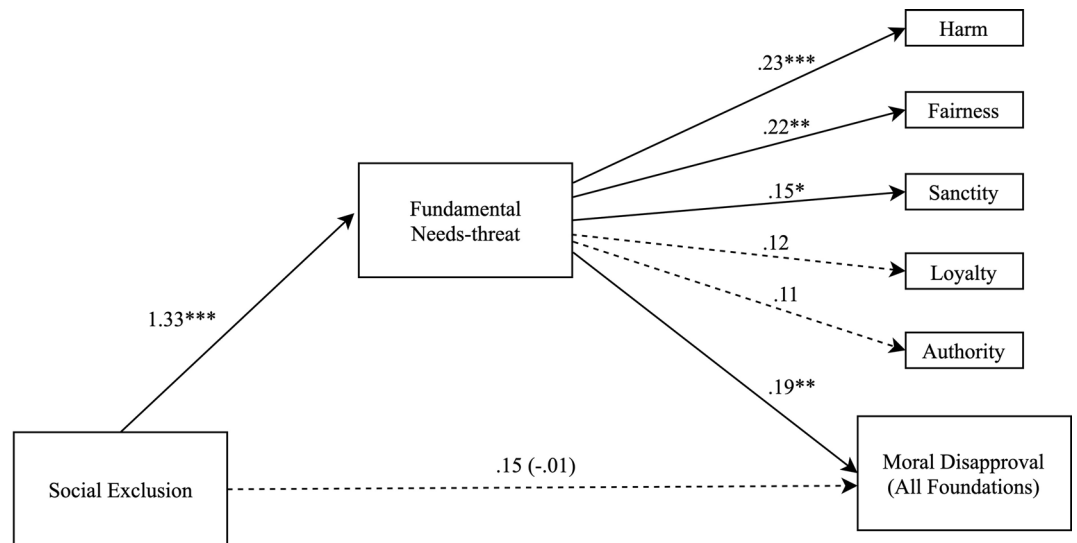 Harm
.23***
Fairness
.22**
Fundamental
Needs-threat
.15*
Sanctity
.12
Loyalty
.11
1.33***
Authority
.19**
Social Exclusion
.15 (-.01)
Moral Disapproval
(All Foundations)